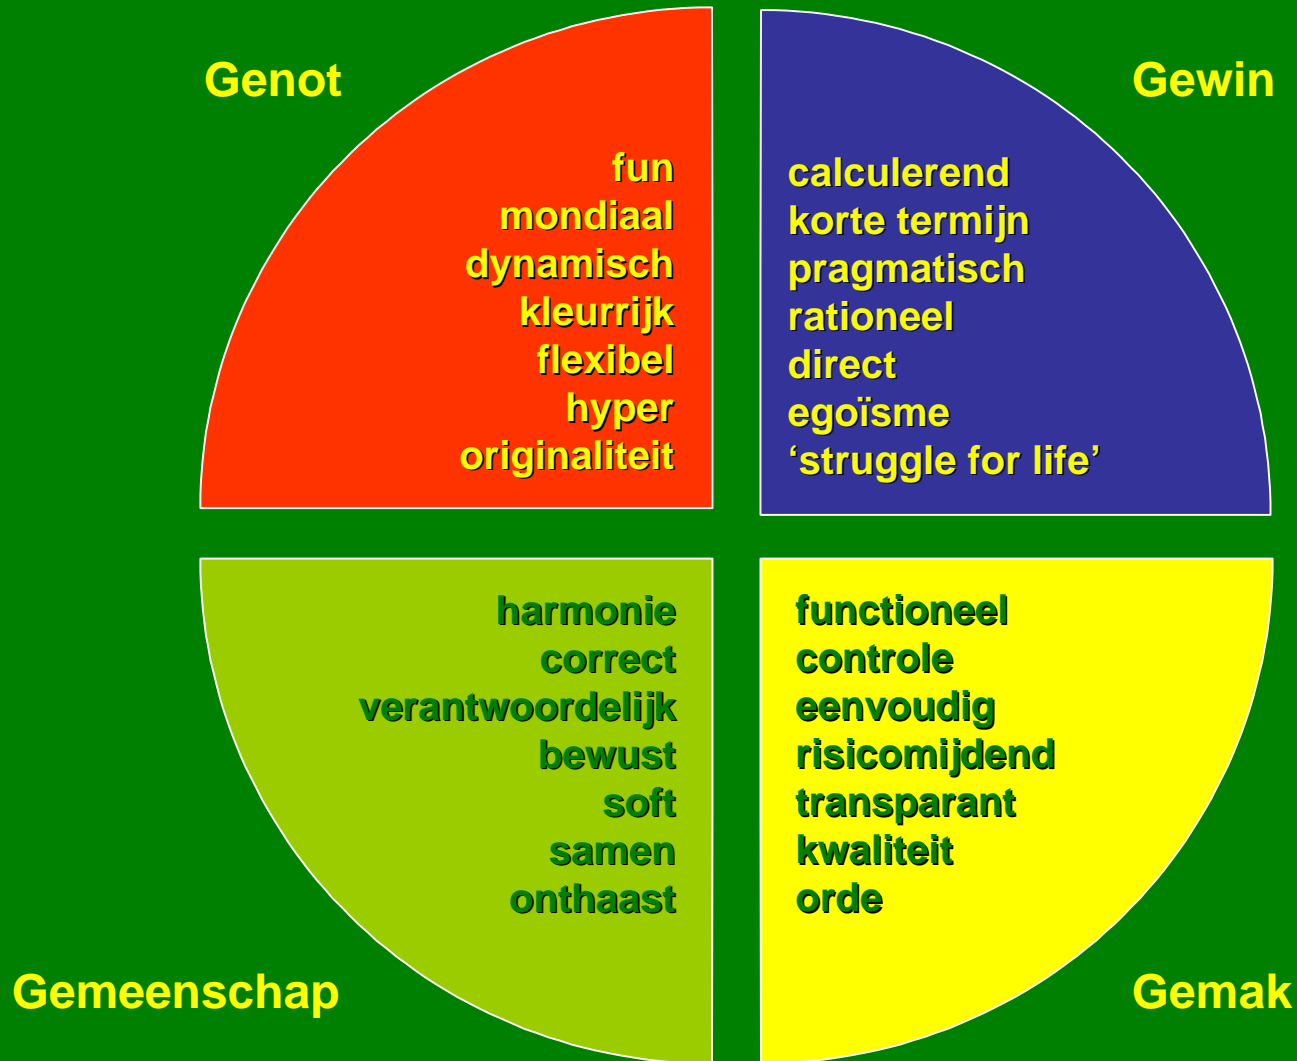 Genot
fun
mondiaal
dynamisch
kleurrijk
flexibel
hyper
originaliteit
Gewin
calculerend
korte termijn
pragmatisch
rationeel
direct
egoïsme
‘struggle for life’
harmonie
correct
verantwoordelijk
bewust
soft
samen
onthaast
Gemeenschap
functioneel
controle
eenvoudig
risicomijdend
transparant
kwaliteit
orde
Gemak